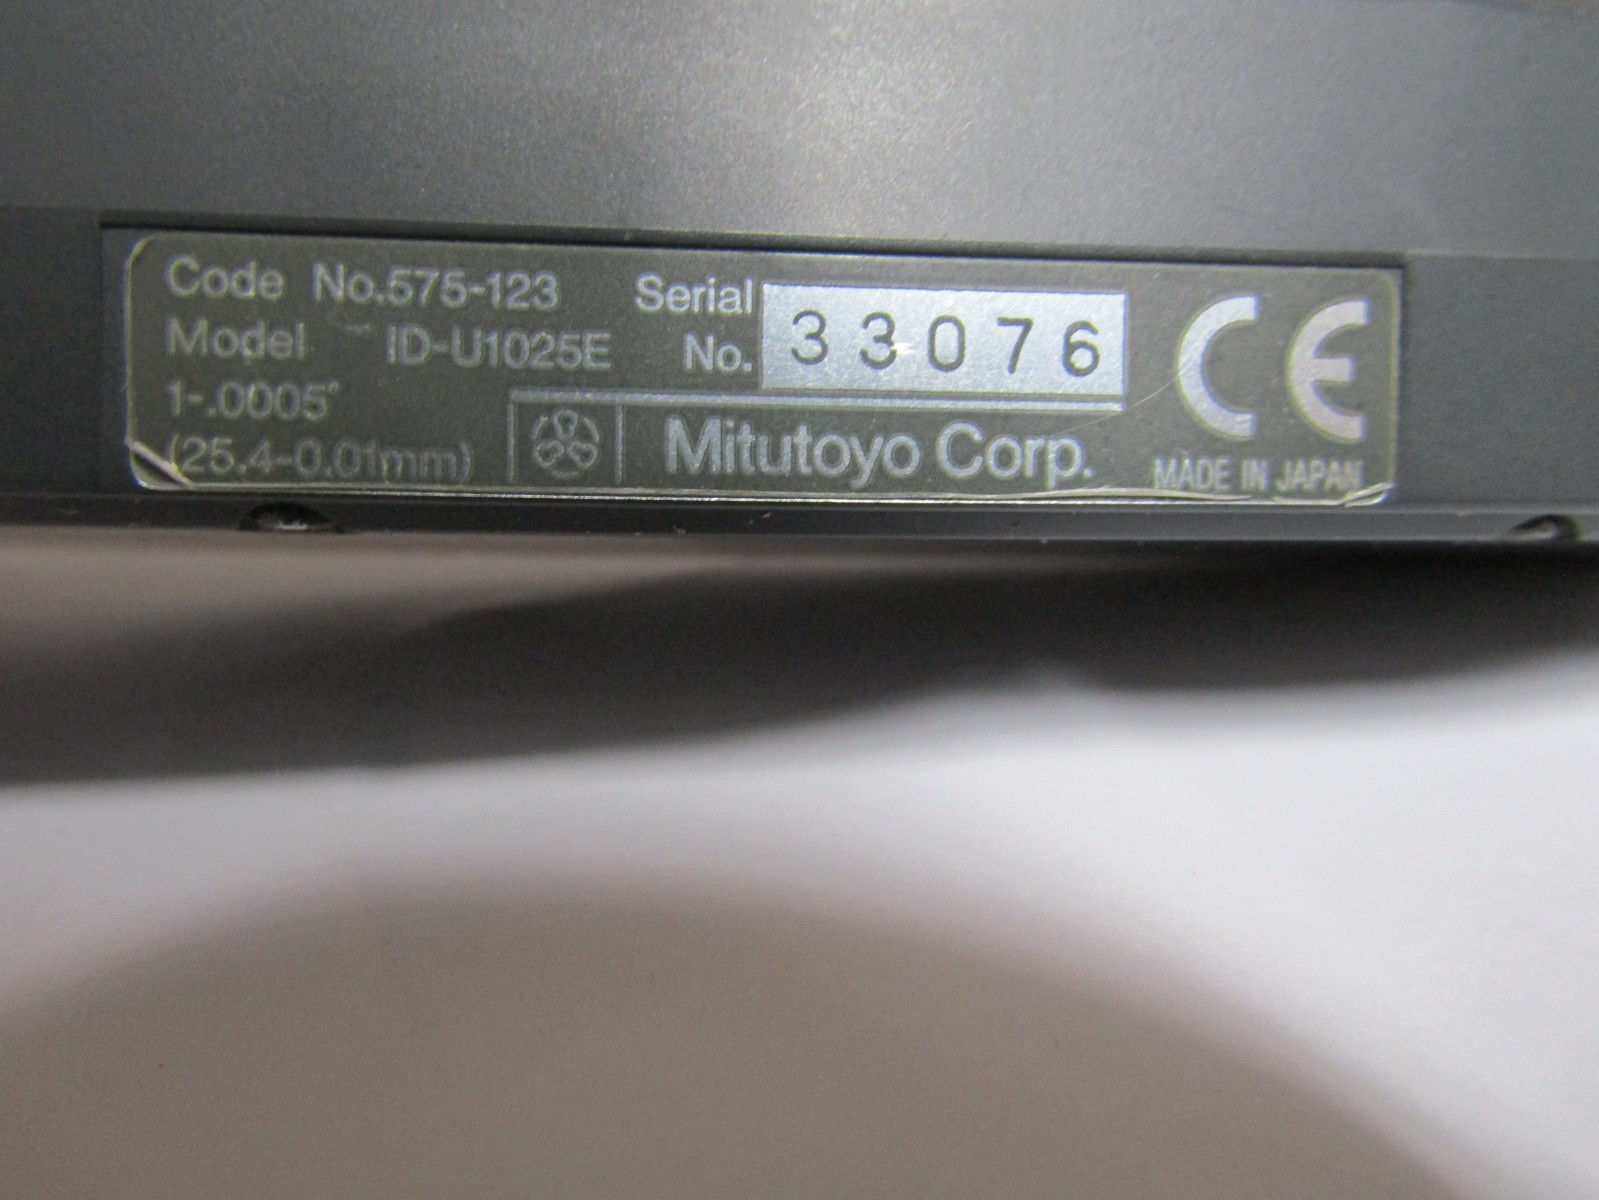 Code No.575-123
Model ID-U1025E
1-.0005"
(25.4-0.01mm)
Serial
No. 33076
Mitutoyo Corp.
CE
MADE IN JAPAN